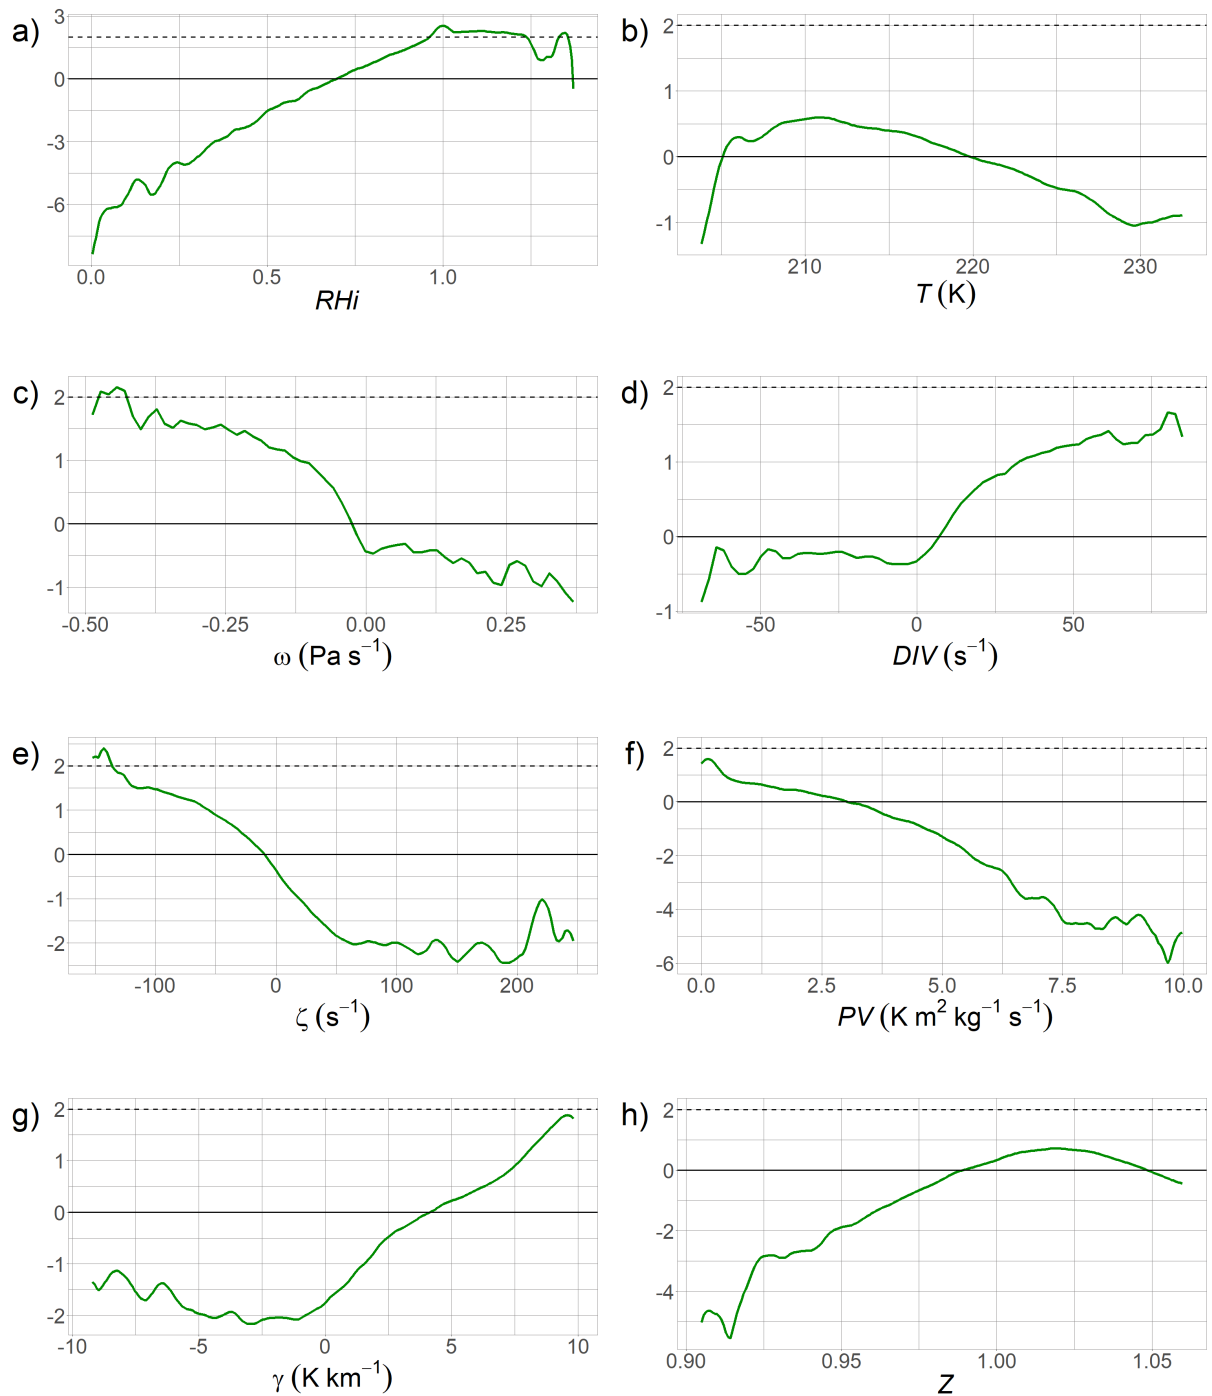 a)
3
0
-3
-6
0.0 0.5 1.0
RHi
b)
2
1
0
-1
210 220 230
T (K)
c)
2
1
0
-1
-0.50 -0.25 0.00 0.25
ω (Pa s⁻¹)
d)
2
1
0
-1
-50 0 50
DIV (s⁻¹)
e)
2
1
0
-1
-2
-100 0 100 200
ζ (s⁻¹)
f)
2
0
-2
-4
-6
0.0 2.5 5.0 7.5 10.0
PV (K m² kg⁻¹ s⁻¹)
g)
2
1
0
-1
-2
-10 -5 0 5 10
γ (K km⁻¹)
h)
2
0
-2
-4
0.90 0.95 1.00 1.05
Z